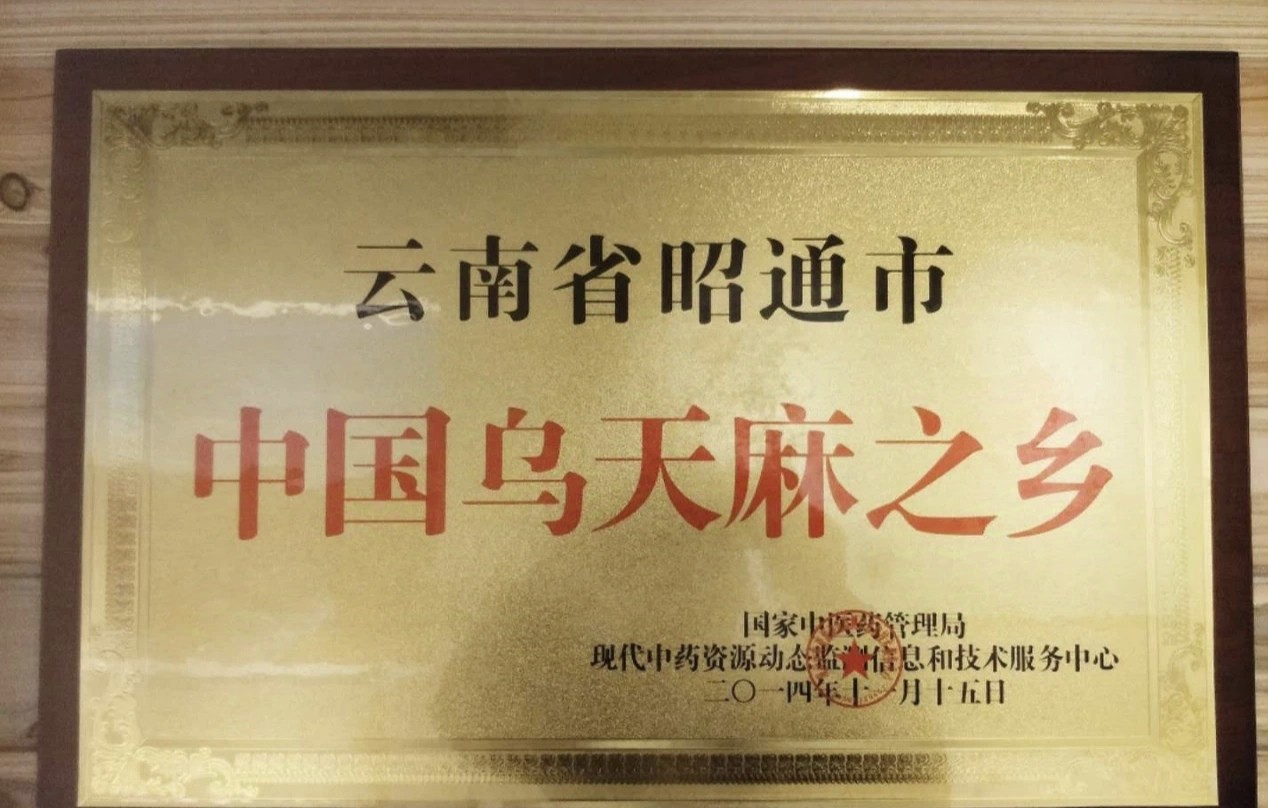 云南省昭通市
中国乌天麻之乡
国家中医药管理局
现代中药资源动态监测信息和技术服务中心
二〇一四年十一月十五日